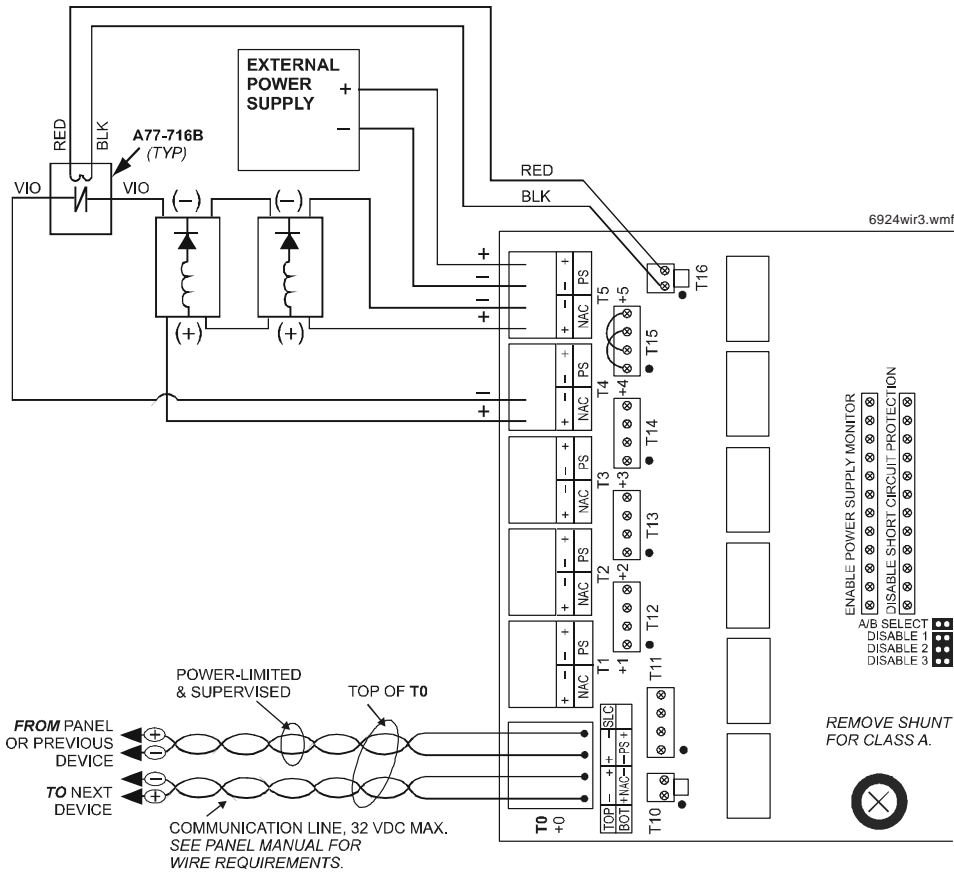 EXTERNAL
POWER
SUPPLY
+
−
RED
BLK
A77-716B
(TYP)
VIO
VIO
(−)
(−)
(+)
(+)
RED
BLK
6924wir3.wmf
+
−
−
+
+ − PS
− + NAC
T5 +5
T16
T15
−
+
+ − PS
− + NAC
T4 +4
T14
+ − PS
− + NAC
T3 +3
T13
+ − PS
− + NAC
T2 +2
T12
+ − PS
− + NAC
T1 +1
T11
ENABLE POWER SUPPLY MONITOR
DISABLE SHORT CIRCUIT PROTECTION
A/B SELECT
DISABLE 1
DISABLE 2
DISABLE 3
REMOVE SHUNT
FOR CLASS A.
POWER-LIMITED
& SUPERVISED
TOP OF T0
FROM PANEL
OR PREVIOUS
DEVICE
+
−
TO NEXT
DEVICE
−
+
COMMUNICATION LINE, 32 VDC MAX.
SEE PANEL MANUAL FOR
WIRE REQUIREMENTS.
T0
+0
TOP − + + − SLC
BOT + NAC − − PS +
T10